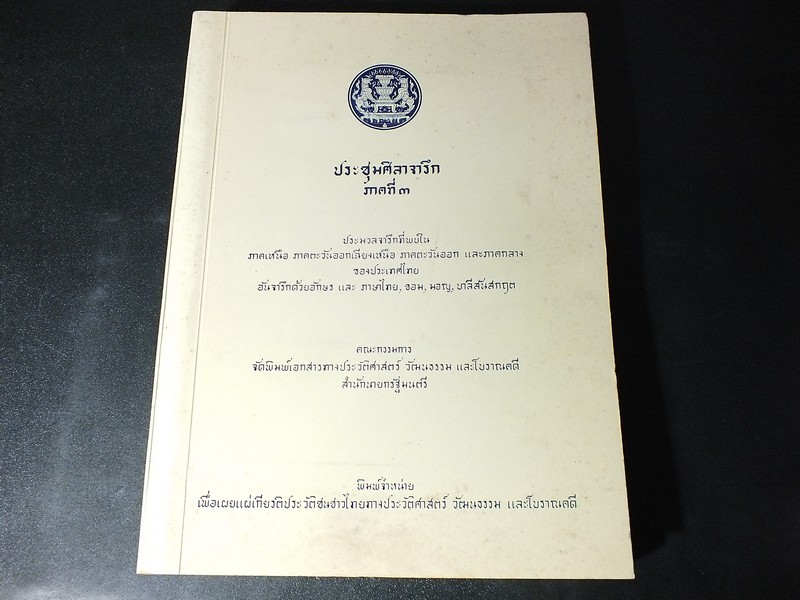 ประชุมศิลาจารึก
ภาคที่ ๓
ประมวลจารึกที่พบใน
ภาคเหนือ ภาคตะวันออกเฉียงเหนือ ภาคตะวันออก และภาคกลาง
ของประเทศไทย
อันจารึกด้วยอักษร และ ภาษาไทย, ขอม, มอญ, บาลีสันสกฤต
คณะกรรมการ
จัดพิมพ์เอกสารทางประวัติศาสตร์ วัฒนธรรม และโบราณคดี
สำนักนายกรัฐมนตรี
พิมพ์จำหน่าย
เพื่อเผยแผ่เกียรติประวัติชนชาวไทยทางประวัติศาสตร์ วัฒนธรรม และโบราณคดี